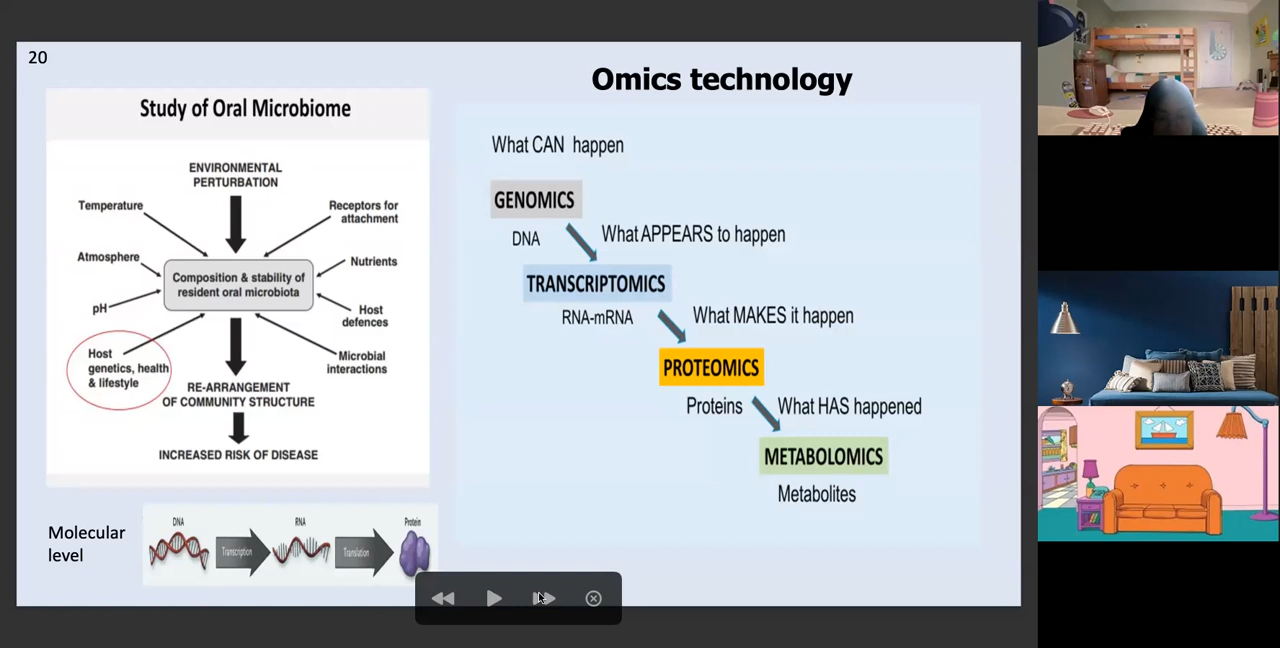 20
Study of Oral Microbiome
ENVIRONMENTAL
PERTURBATION
Temperature
Receptors for
attachment
Atmosphere
Nutrients
Composition & stability of
resident oral microbiota
pH
Host
defences
Host
genetics, health
& lifestyle
Microbial
interactions
RE-ARRANGEMENT
OF COMMUNITY STRUCTURE
INCREASED RISK OF DISEASE
Molecular
level
DNA
Transcription
RNA
Translation
Protein
Omics technology
What CAN happen
GENOMICS
DNA
What APPEARS to happen
TRANSCRIPTOMICS
RNA-mRNA
What MAKES it happen
PROTEOMICS
Proteins
What HAS happened
METABOLOMICS
Metabolites